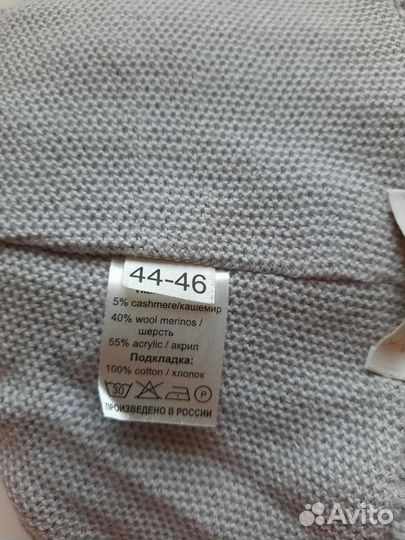 44-46
5% cashmere/кашемир
40% wool merinos /
шерсть
55% acrylic / акрил
Подкладка:
100% cotton / хлопок
30 P
ПРОИЗВЕДЕНО В РОССИИ
Avito